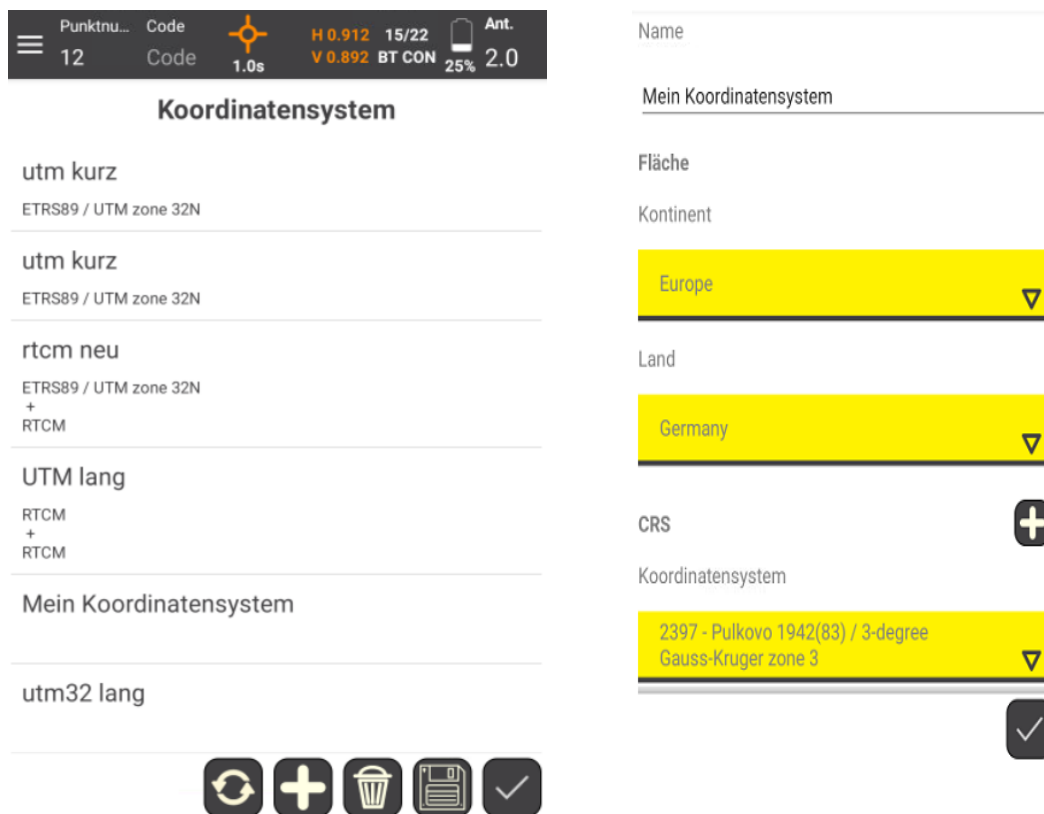 Punktnu... Code Ant.
12 Code 1.0s H 0.912 15/22 V 0.892 BT CON 25% 2.0
Koordinatensystem
utm kurz
ETRS89 / UTM zone 32N
utm kurz
ETRS89 / UTM zone 32N
rtcm neu
ETRS89 / UTM zone 32N
+
RTCM
UTM lang
RTCM
+
RTCM
Mein Koordinatensystem
utm32 lang
Name
Mein Koordinatensystem
Fläche
Kontinent
Europe
Land
Germany
CRS
Koordinatensystem
2397 - Pulkovo 1942(83) / 3-degree
Gauss-Kruger zone 3